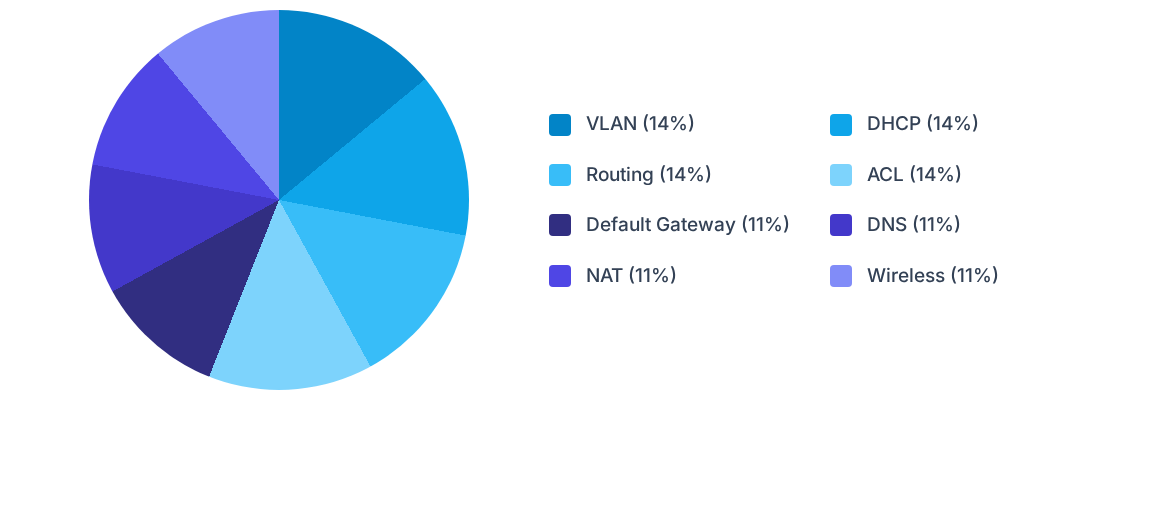 VLAN (14%)
DHCP (14%)
Routing (14%)
ACL (14%)
Default Gateway (11%)
DNS (11%)
NAT (11%)
Wireless (11%)